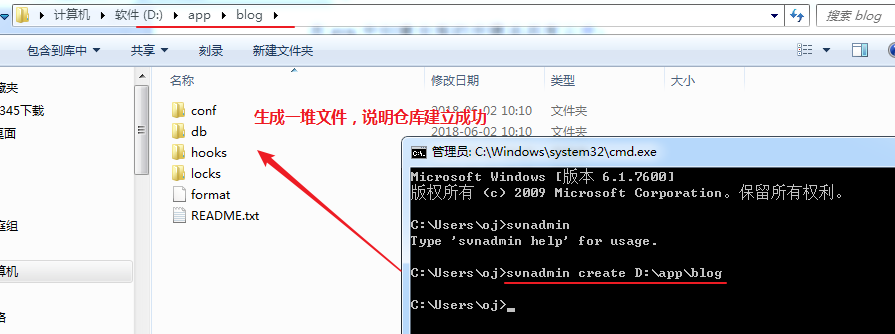 计算机 软件 (D:) app blog 搜索 blog
包含到库中 共享 刻录 新建文件夹
名称 修改日期 类型 大小
藏夹
345下载
桌面
庭组
算机
络
conf 2018-06-02 10:10 文件夹
db 2018-06-02 10:10 文件夹
hooks
locks
format
README.txt
生成一堆文件，说明仓库建立成功
管理员: C:\Windows\system32\cmd.exe
Microsoft Windows [版本 6.1.7600]
版权所有 (c) 2009 Microsoft Corporation。保留所有权利。
C:\Users\oj>svnadmin
Type 'svnadmin help' for usage.
C:\Users\oj>svnadmin create D:\app\blog
C:\Users\oj>_